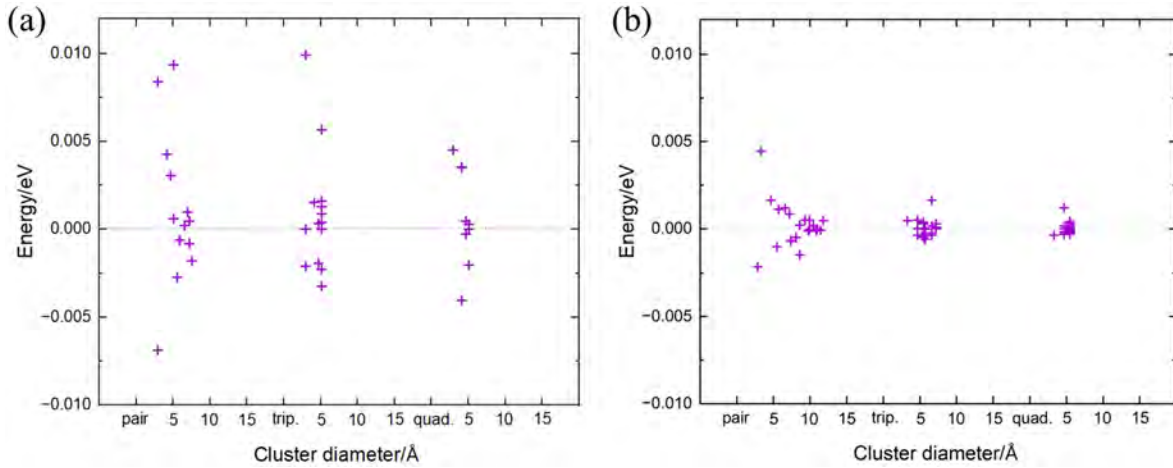 (a)
Energy/eV
0.010
0.005
0.000
−0.005
−0.010
pair 5 10 trip. 5 10 15 quad. 5 10 15
Cluster diameter/Å
(b)
Energy/eV
0.010
0.005
0.000
−0.005
−0.010
pair 5 10 15 trip. 5 10 15 quad. 5 10 15
Cluster diameter/Å